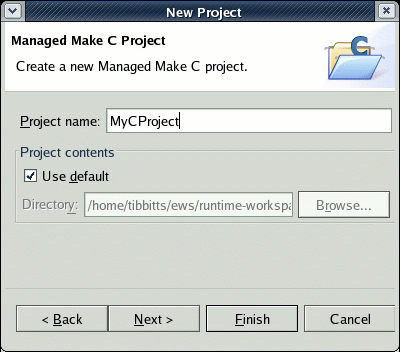 New Project
Managed Make C Project
Create a new Managed Make C project.
Project name: MyCProject
Project contents
Use default
Directory: /home/tibbitts/ews/runtime-workspa Browse...
< Back Next > Finish Cancel